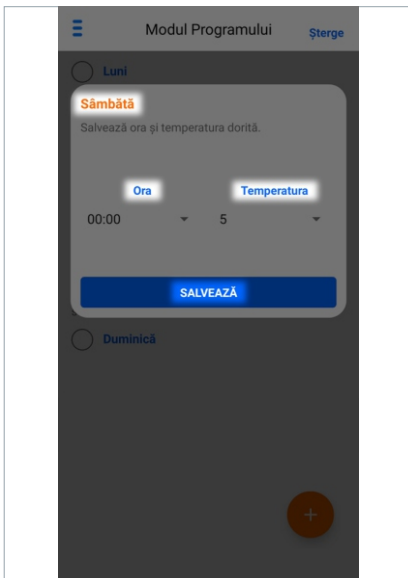 Modul Programului
Șterge
Luni
Sâmbătă
Salvează ora și temperatura dorită.
Ora Temperatura
00:00 5
SALVEAZĂ
Duminică
+